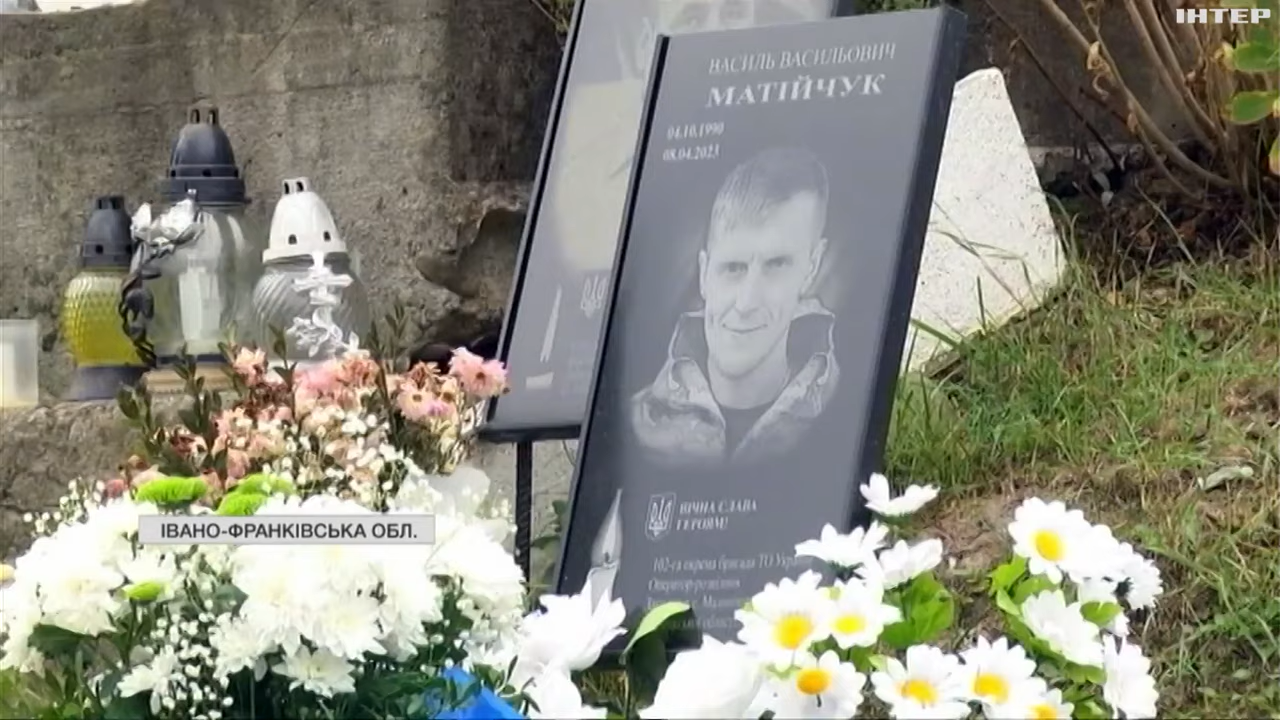 ІНТЕР
ВАСИЛЬ ВАСИЛЬОВИЧ
МАТІЙЧУК
04.10.1990
08.04.2023
ВІЧНА СЛАВА
ГЕРОЯМ!
102-га окрема бригада ТО
ІВАНО-ФРАНКІВСЬКА ОБЛ.